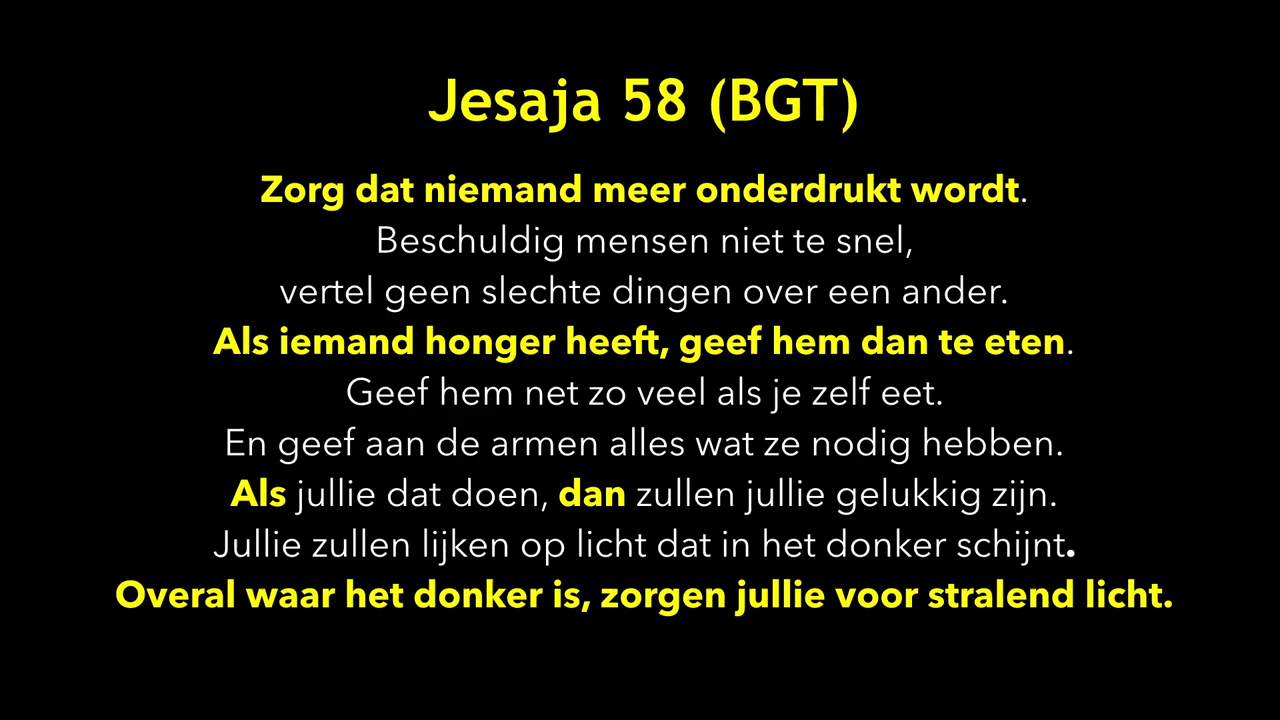 Jesaja 58 (BGT)
Zorg dat niemand meer onderdrukt wordt.
Beschuldig mensen niet te snel,
vertel geen slechte dingen over een ander.
Als iemand honger heeft, geef hem dan te eten.
Geef hem net zo veel als je zelf eet.
En geef aan de armen alles wat ze nodig hebben.
Als jullie dat doen, dan zullen jullie gelukkig zijn.
Jullie zullen lijken op licht dat in het donker schijnt.
Overal waar het donker is, zorgen jullie voor stralend licht.